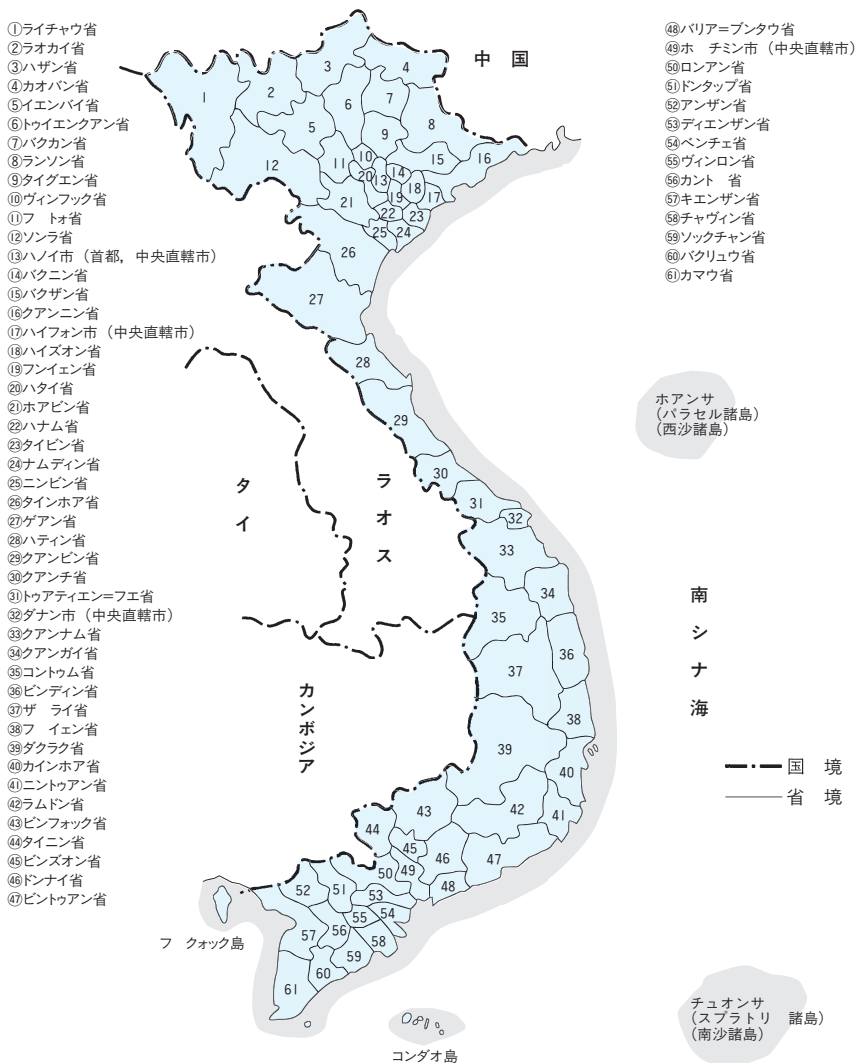 ①ライチャウ省
②ラオカイ省
③ハザン省
④カオバン省
⑤イエンバイ省
⑥トゥイエンクアン省
⑦バクカン省
⑧ランソン省
⑨タイグエン省
⑩ヴィンフック省
⑪フ トォ省
⑫ソンラ省
⑬ハノイ市（首都，中央直轄市）
⑭バクニン省
⑮バクザン省
⑯クアンニン省
⑰ハイフォン市（中央直轄市）
⑱ハイズオン省
⑲フンイェン省
⑳ハタイ省
㉑ホアビン省
㉒ハナム省
㉓タイビン省
㉔ナムディン省
㉕ニンビン省
㉖タインホア省
㉗ゲアン省
㉘ハティン省
㉙クアンビン省
㉚クアンチ省
㉛トゥアティエン=フエ省
㉜ダナン市（中央直轄市）
㉝クアンナム省
㉞クアンガイ省
㉟コントゥム省
㊱ビンディン省
㊲ザ ライ省
㊳フ イェン省
㊴ダクラク省
㊵カインホア省
㊶ニントゥアン省
㊷ラムドン省
㊸ビンフォック省
㊹タイニン省
㊺ビンズオン省
㊻ドンナイ省
㊼ビントゥアン省
㊽バリア=ブンタウ省
㊾ホ チミン市（中央直轄市）
㊿ロンアン省
51ドンタップ省
52アンザン省
53ディエンザン省
54ベンチェ省
55ヴィンロン省
56カント 省
57キエンザン省
58チャヴィン省
59ソックチャン省
60バクリュウ省
61カマウ省
中 国
1
2
3
4
5
6
7
8
9
10
11
12
13
14
15
16
17
18
19
20
21
22
23
24
25
26
27
28
29
30
31
32
33
34
35
36
37
38
39
40
41
42
43
44
45
46
47
48
49
50
51
52
53
54
55
56
57
58
59
60
61
タイ
ラオス
カンボジア
南シナ海
ホアンサ
（パラセル諸島）
（西沙諸島）
国 境
省 境
フ クォック島
コンダオ島
チュオンサ
（スプラトリ 諸島）
（南沙諸島）